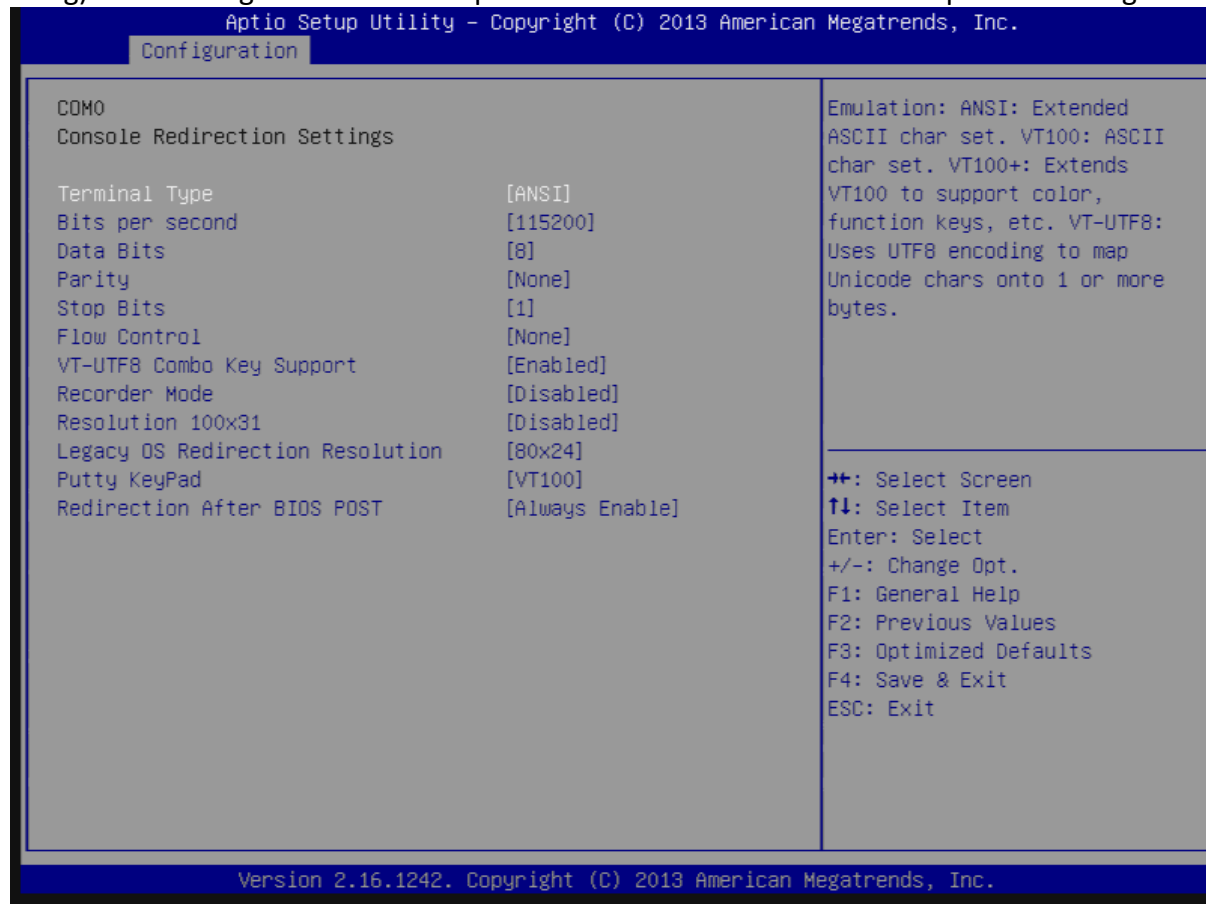 Aptio Setup Utility – Copyright (C) 2013 American Megatrends, Inc.
Configuration
COM0
Console Redirection Settings
Terminal Type [ANSI]
Bits per second [115200]
Data Bits [8]
Parity [None]
Stop Bits [1]
Flow Control [None]
VT-UTF8 Combo Key Support [Enabled]
Recorder Mode [Disabled]
Resolution 100x31 [Disabled]
Legacy OS Redirection Resolution [80x24]
Putty KeyPad [VT100]
Redirection After BIOS POST [Always Enable]
Emulation: ANSI: Extended
ASCII char set. VT100: ASCII
char set. VT100+: Extends
VT100 to support color,
function keys, etc. VT-UTF8:
Uses UTF8 encoding to map
Unicode chars onto 1 or more
bytes.
→←: Select Screen
↑↓: Select Item
Enter: Select
+/-: Change Opt.
F1: General Help
F2: Previous Values
F3: Optimized Defaults
F4: Save & Exit
ESC: Exit
Version 2.16.1242. Copyright (C) 2013 American Megatrends, Inc.